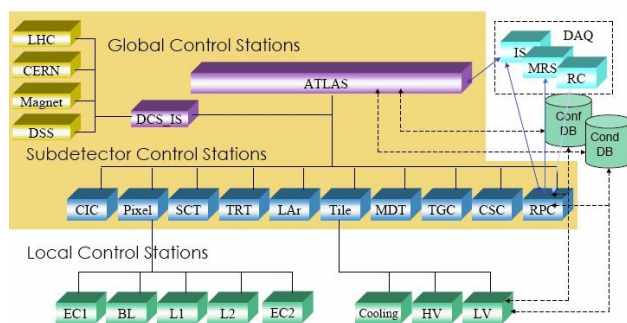 LHC
Global Control Stations
DAQ
IS
MRS
RC
CERN
ATLAS
Magnet
DCS_IS
Conf
DB
DSS
Cond
DB
Subdetector Control Stations
CIC
Pixel
SCT
TRT
LAr
Tile
MDT
TGC
CSC
RPC
Local Control Stations
EC1
BL
L1
L2
EC2
Cooling
HV
LV